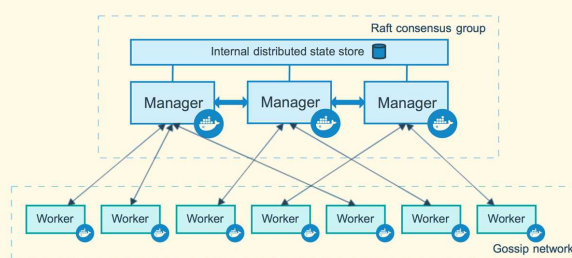 Raft consensus group
Internal distributed state store
Manager Manager Manager
Worker Worker Worker Worker Worker Worker Worker
Gossip network